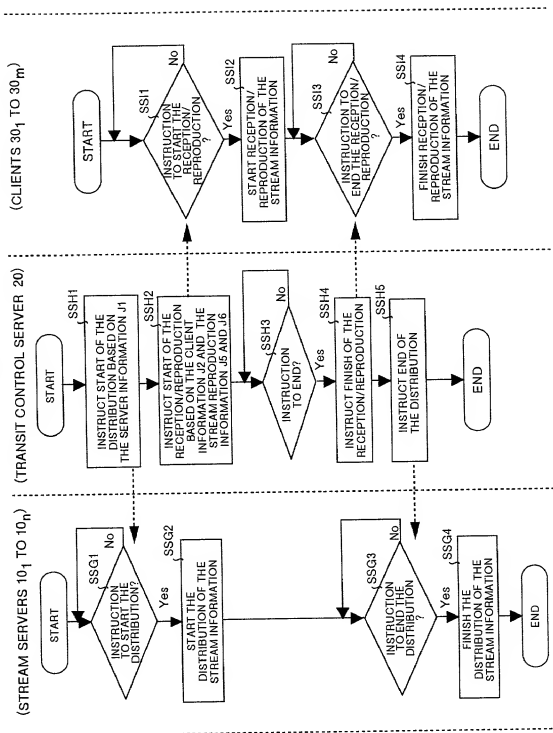 (STREAM SERVERS 10₁ TO 10ₙ)
START
SSG1
INSTRUCTION
TO START THE
DISTRIBUTION?
No
Yes
SSG2
START THE
DISTRIBUTION OF THE
STREAM INFORMATION
SSG3
INSTRUCTION
TO END THE
DISTRIBUTION
?
No
Yes
SSG4
FINISH THE
DISTRIBUTION OF THE
STREAM INFORMATION
END
(TRANSIT CONTROL SERVER 20)
START
SSH1
INSTRUCT START OF THE
DISTRIBUTION BASED ON
THE SERVER INFORMATION J1
SSH2
INSTRUCT START OF THE
RECEPTION/REPRODUCTION
BASED ON THE CLIENT
INFORMATION J2 AND THE
STREAM REPRODUCTION
INFORMATION J5 AND J6
SSH3
INSTRUCTION
TO END?
No
Yes
SSH4
INSTRUCT FINISH OF THE
RECEPTION/REPRODUCTION
SSH5
INSTRUCT END OF
THE DISTRIBUTION
END
(CLIENTS 30₁ TO 30ₘ)
START
SSI1
INSTRUCTION
TO START THE
RECEPTION/
REPRODUCTION
?
No
Yes
SSI2
START RECEPTION/
REPRODUCTION OF THE
STREAM INFORMATION
SSI3
INSTRUCTION TO
END THE RECEPTION/
REPRODUCTION
?
No
Yes
SSI4
FINISH RECEPTION/
REPRODUCTION OF THE
STREAM INFORMATION
END